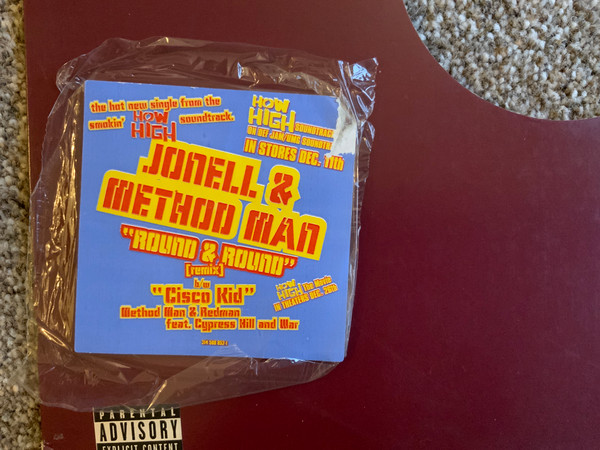 the hot new single from the
smokin' HOW HIGH soundtrack.
HOW HIGH SOUNDTRACK
ON DEF JAM/DMG SOUNDTR
IN STORES DEC. 11th
JONELL &
METHOD MAN
"ROUND & ROUND"
[remix]
b/w
"Cisco Kid"
Method Man & Redman
feat. Cypress Hill and War
HOW HIGH The Movie
IN THEATERS DEC. 21st!
PARENTAL
ADVISORY
EXPLICIT CONTENT